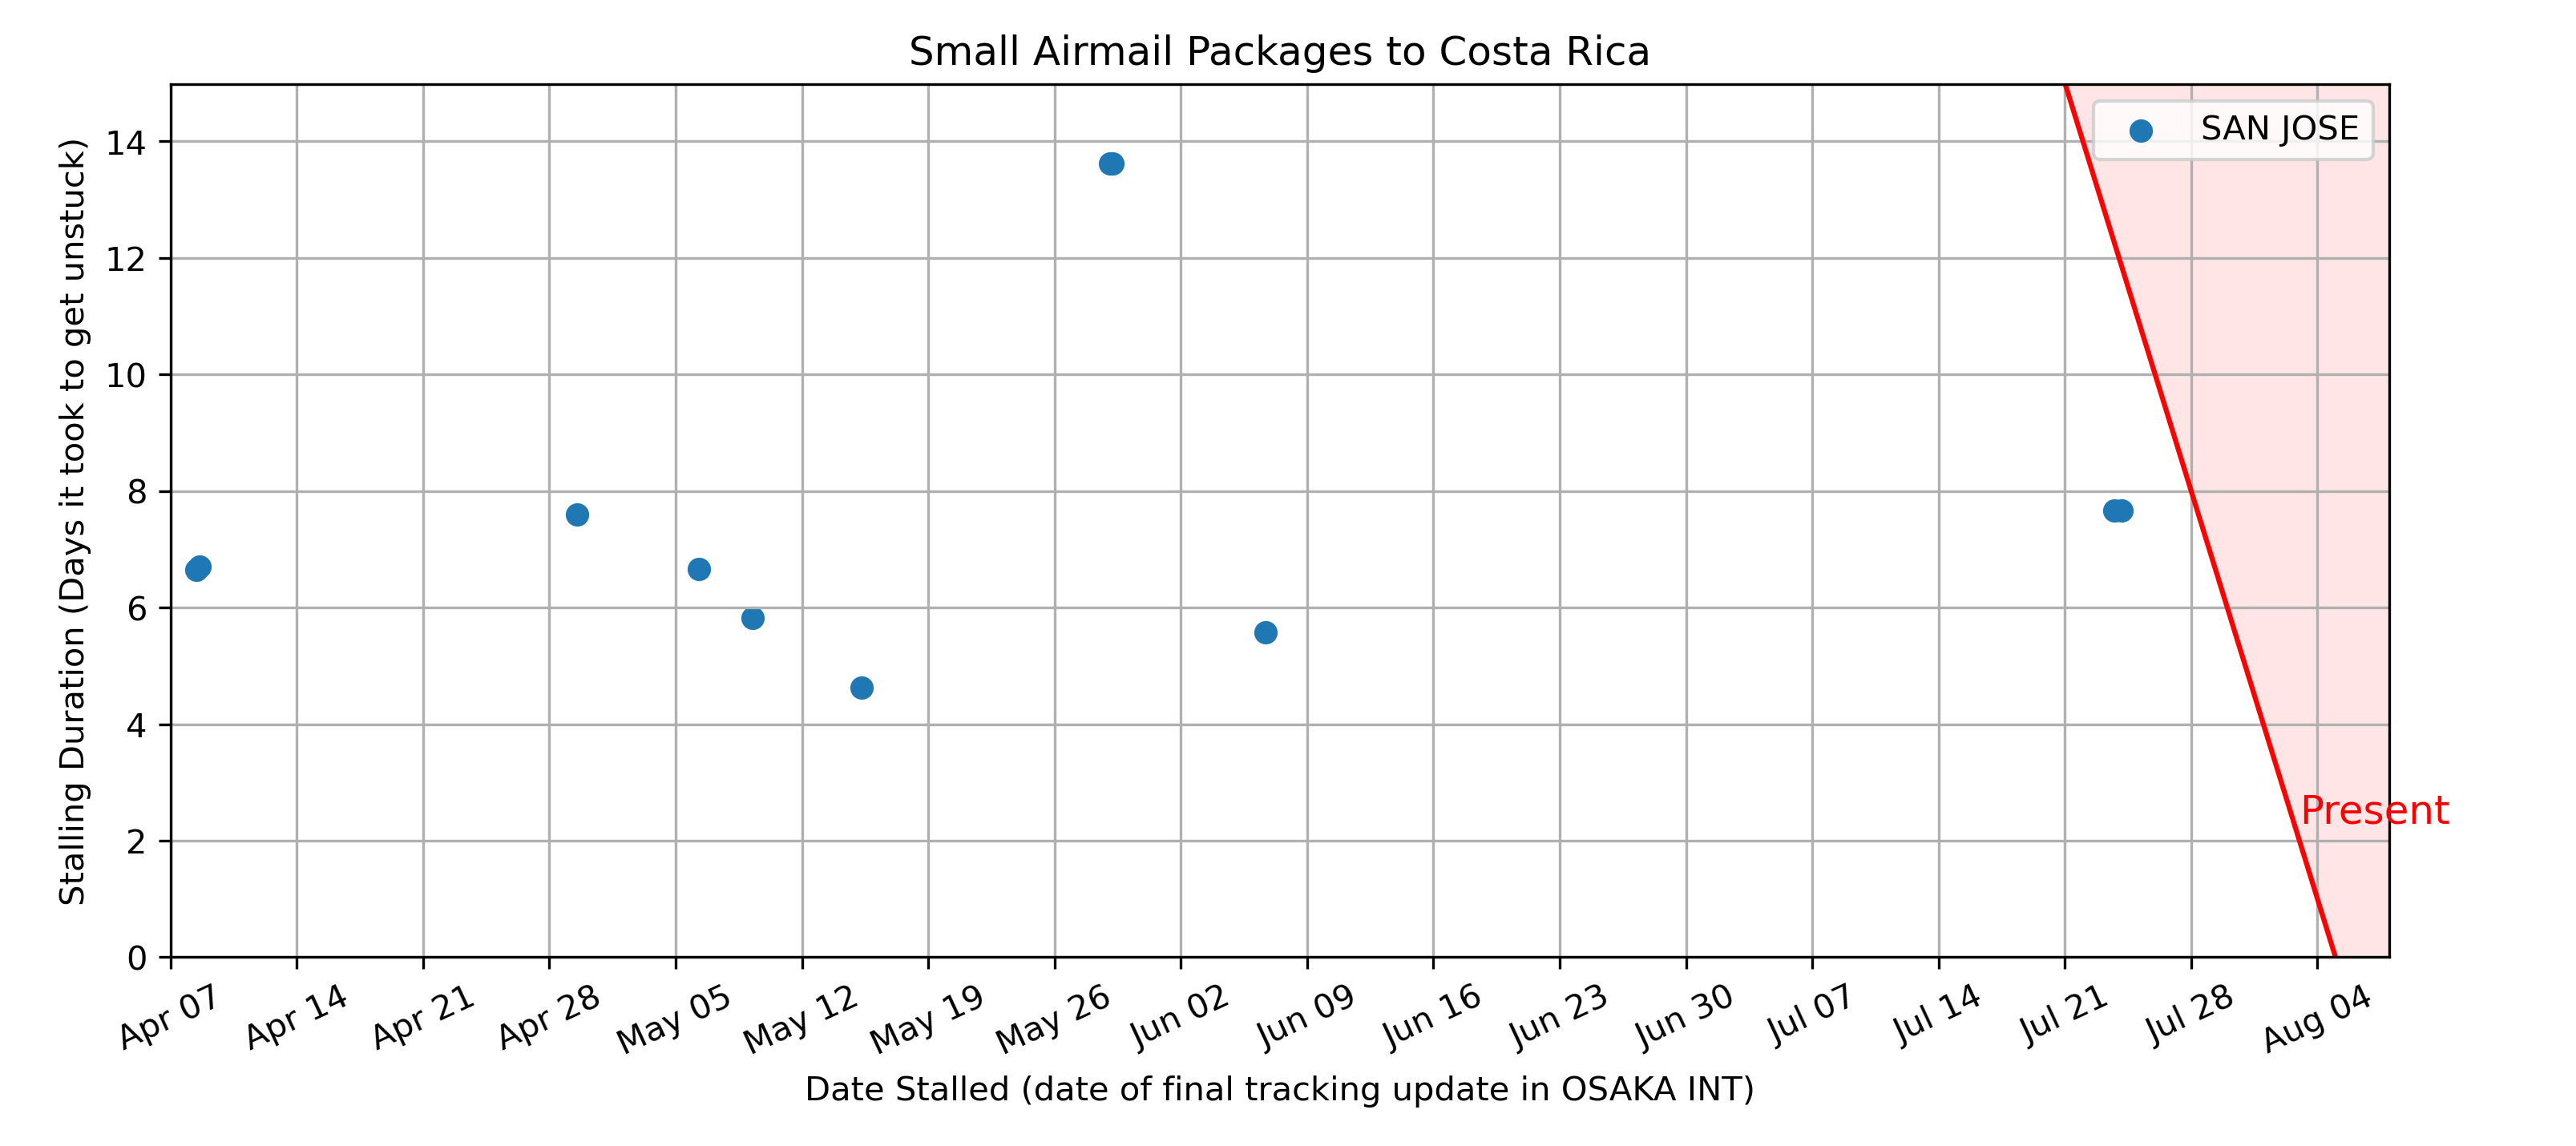 Small Airmail Packages to Costa Rica
SAN JOSE
Stalling Duration (Days it took to get unstuck)
14
12
10
8
6
4
2
0
Present
Apr 07
Apr 14
Apr 21
Apr 28
May 05
May 12
May 19
May 26
Jun 02
Jun 09
Jun 16
Jun 23
Jun 30
Jul 07
Jul 14
Jul 21
Jul 28
Aug 04
Date Stalled (date of final tracking update in OSAKA INT)